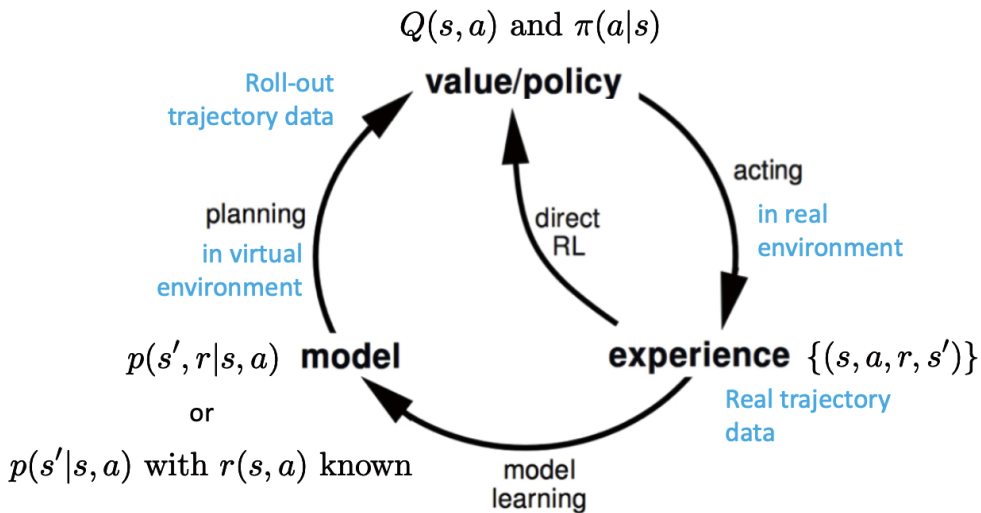 Q(s, a) and π(a|s)
value/policy
Roll-out
trajectory data
acting
in real
environment
planning
in virtual
environment
direct
RL
p(s′, r|s, a) model
experience {(s, a, r, s′)}
or
Real trajectory
data
p(s′|s, a) with r(s, a) known
model
learning